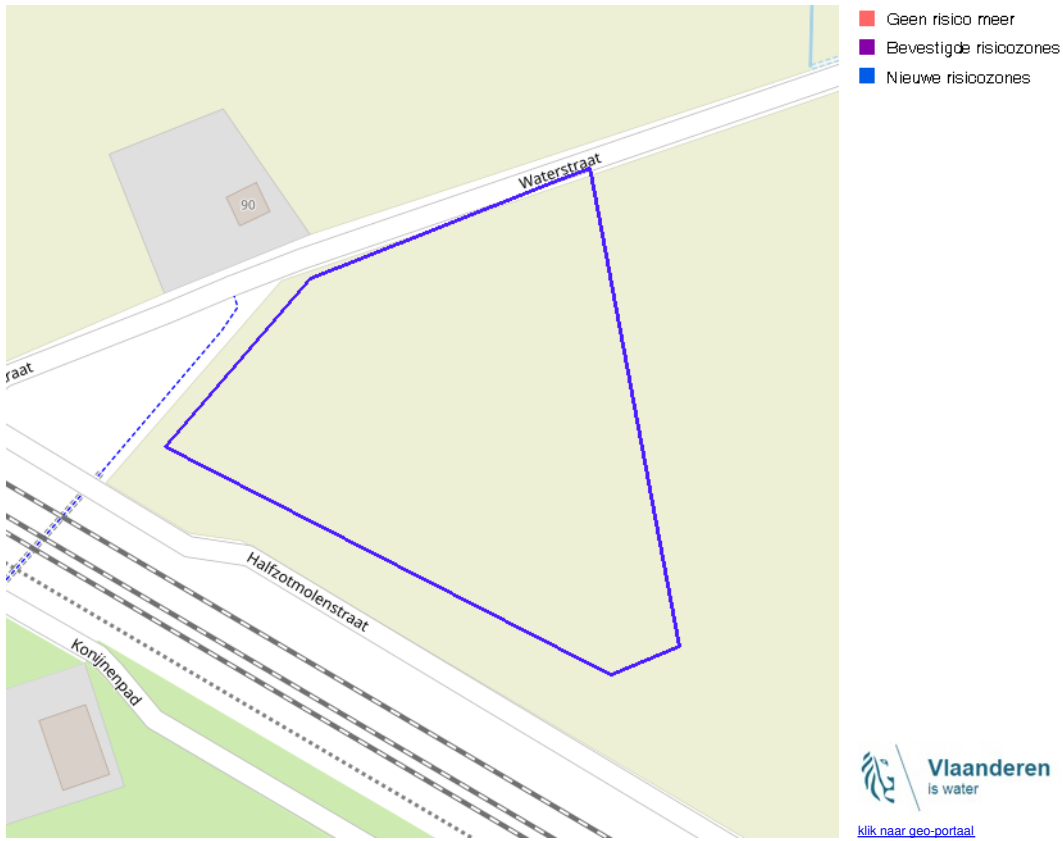 Geen risico meer
Bevestigde risicozones
Nieuwe risicozones
Waterstraat
90
raat
Halfzotmolenstraat
Konijnenpad
Vlaanderen
is water
klik naar geo-portaal